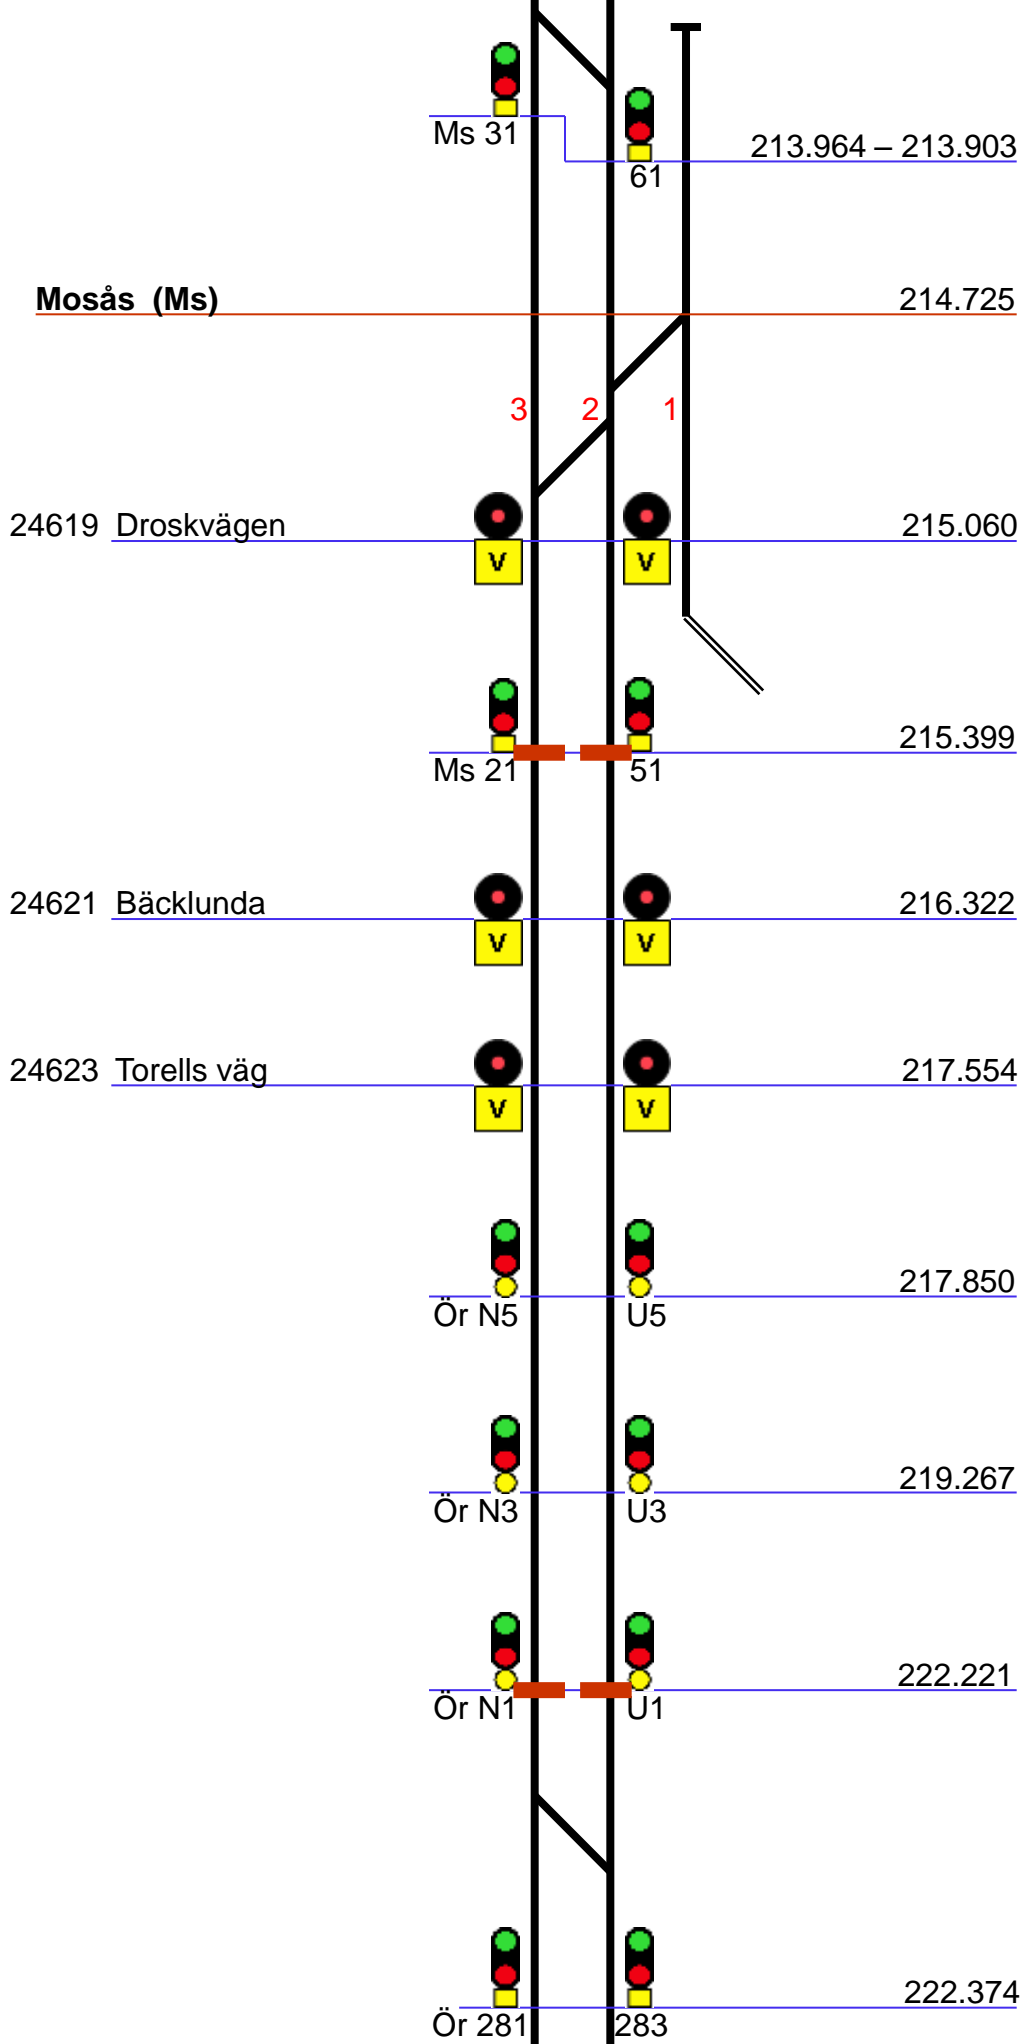 Ms 31
61
213.964 – 213.903
Mosås (Ms)
214.725
3 2 1
24619 Droskvägen
V V
215.060
Ms 21
51
215.399
24621 Bäcklunda
V V
216.322
24623 Torells väg
V V
217.554
Ör N5
U5
217.850
Ör N3
U3
219.267
Ör N1
U1
222.221
Ör 281
283
222.374